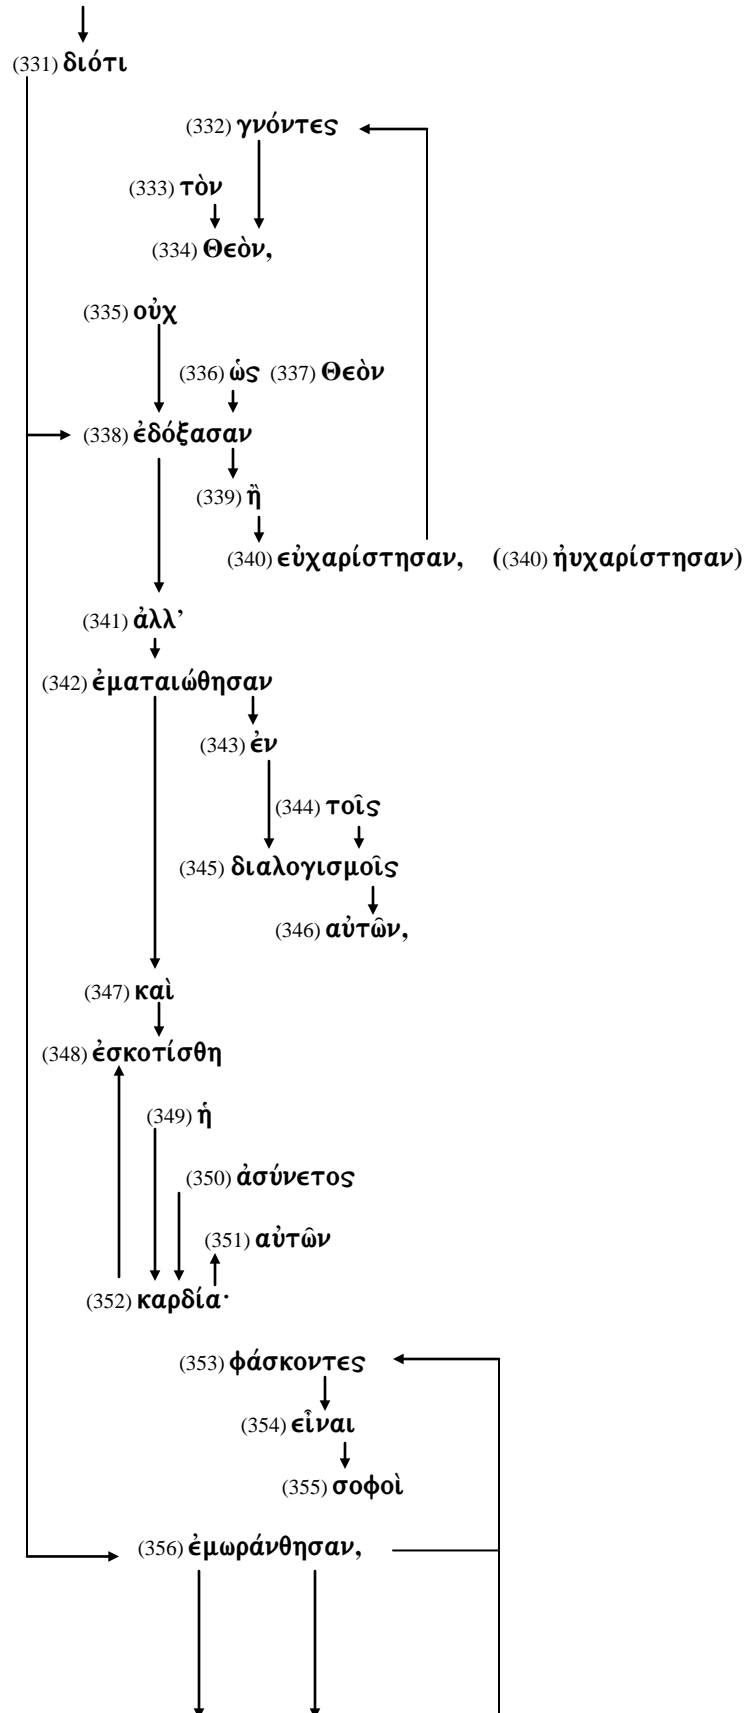 (331) διότι
(332) γνόντες
(333) τὸν
(334) Θεὸν,
(335) οὐχ
(336) ὡς (337) Θεὸν
(338) ἐδόξασαν
(339) ἢ
(340) εὐχαρίστησαν, ((340) ηὐχαρίστησαν)
(341) ἀλλ’
(342) ἐματαιώθησαν
(343) ἐν
(344) τοῖς
(345) διαλογισμοῖς
(346) αὐτῶν,
(347) καὶ
(348) ἐσκοτίσθη
(349) ἡ
(350) ἀσύνετος
(351) αὐτῶν
(352) καρδία·
(353) φάσκοντες
(354) εἶναι
(355) σοφοὶ
(356) ἐμωράνθησαν,